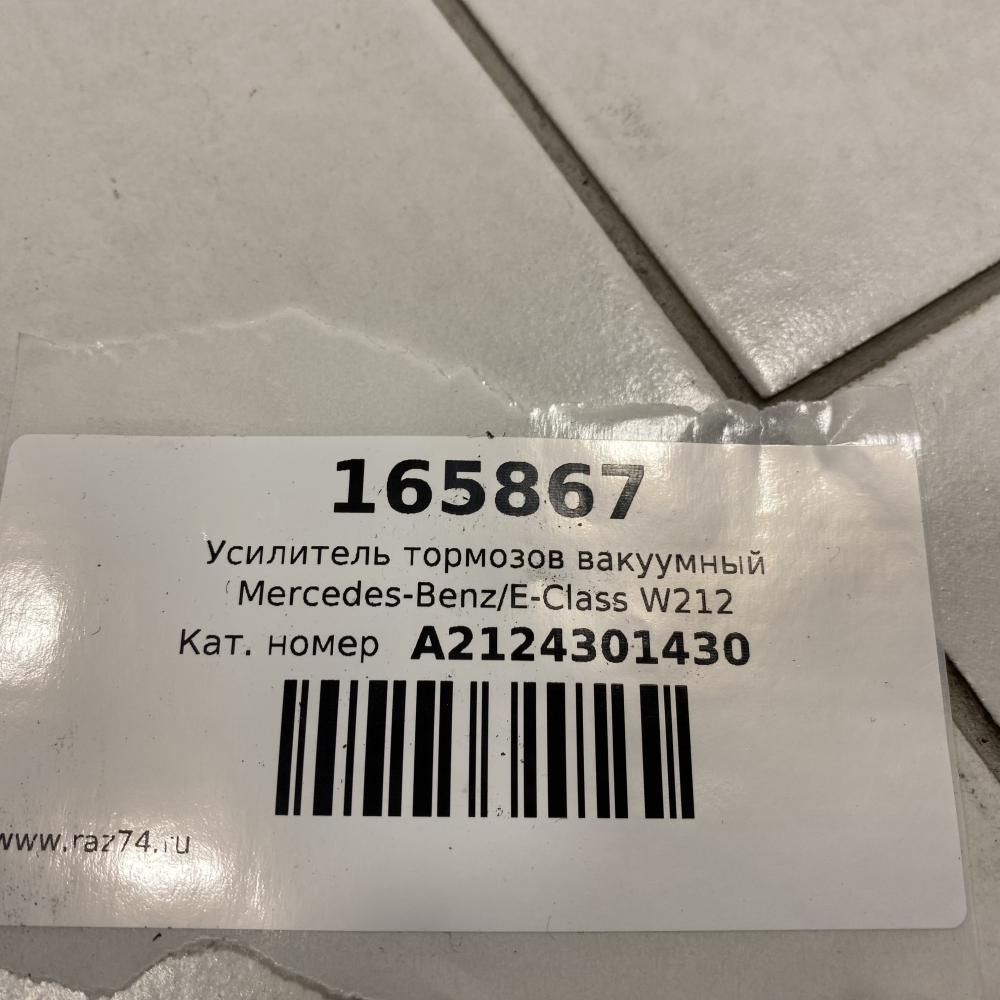 165867
Усилитель тормозов вакуумный
Mercedes-Benz/E-Class W212
Кат. номер A2124301430
www.raz74.ru